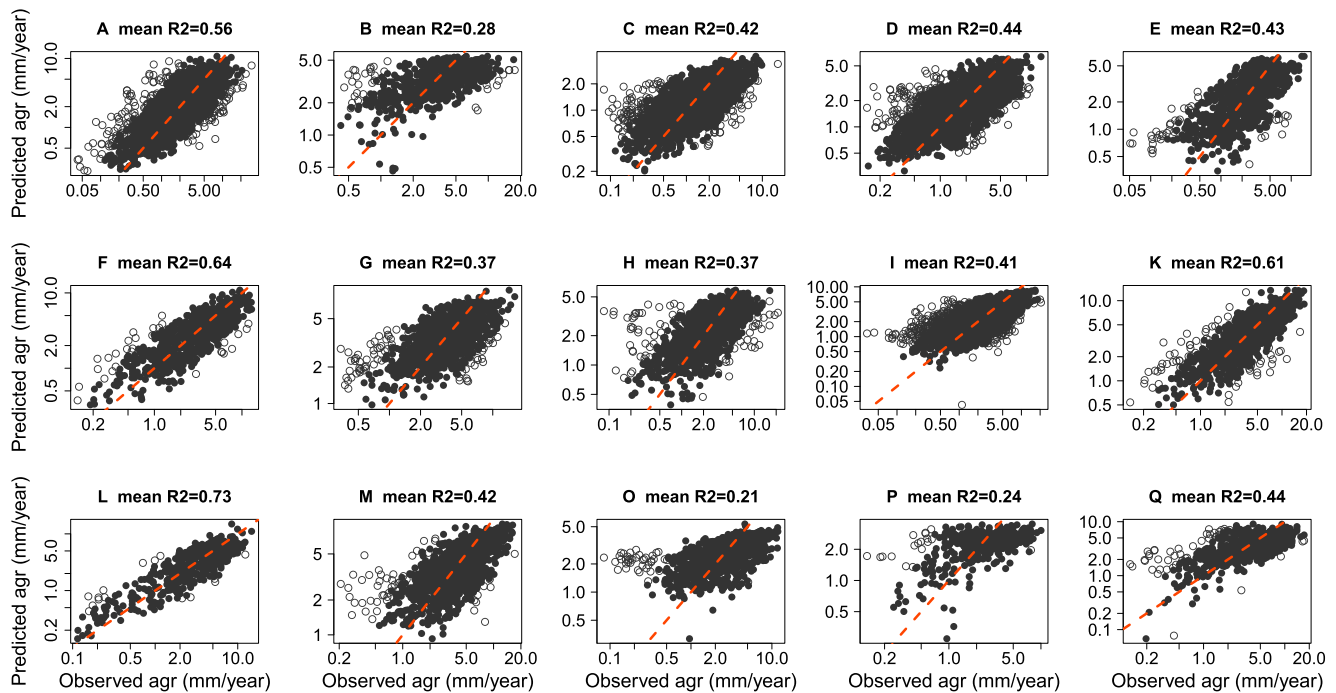 A mean R2=0.56
B mean R2=0.28
C mean R2=0.42
D mean R2=0.44
E mean R2=0.43
Predicted agr (mm/year)
10.0
2.0
0.5
0.05 0.50 5.00
5.0
2.0
1.0
0.5
0.5 2.0 5.0 20.0
2.0
1.0
0.5
0.2
0.1 0.5 2.0 10.0
5.0
2.0
1.0
0.5
0.2 1.0 5.0
5.0
2.0
1.0
0.5
0.05 0.50 5.00
F mean R2=0.64
G mean R2=0.37
H mean R2=0.37
I mean R2=0.41
K mean R2=0.61
Predicted agr (mm/year)
10.0
2.0
0.5
0.2 1.0 5.0
5
2
1
0.5 2.0 5.0
5.0
2.0
1.0
0.5
0.1 0.5 2.0 10.0
10.00
5.00
2.00
1.00
0.50
0.20
0.10
0.05
0.05 0.50 5.00
10.0
5.0
2.0
1.0
0.5
0.2 1.0 5.0 20.0
L mean R2=0.73
M mean R2=0.42
O mean R2=0.21
P mean R2=0.24
Q mean R2=0.44
Predicted agr (mm/year)
5.0
1.0
0.2
0.1 0.5 2.0 10.0
Observed agr (mm/year)
5
2
1
0.2 1.0 5.0 20.0
Observed agr (mm/year)
5.0
2.0
1.0
0.5
0.1 0.5 2.0 10.0
Observed agr (mm/year)
2.0
1.0
0.5
0.2 1.0 5.0
Observed agr (mm/year)
10.0
5.0
2.0
1.0
0.5
0.2
0.1
0.1 0.5 2.0 10.0
Observed agr (mm/year)